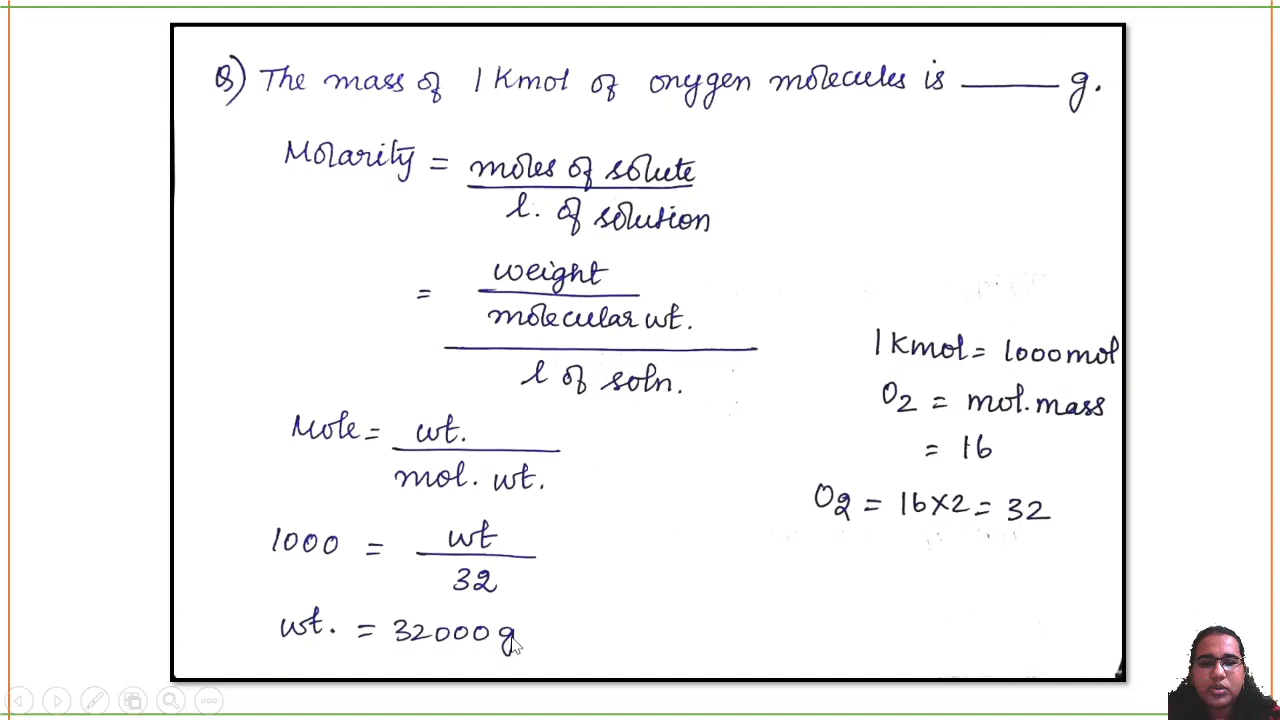 Q) The mass of 1 Kmol of oxygen molecules is ____ g.
Molarity = moles of solute / l. of solution
= weight / molecular wt. / l of soln.
1 Kmol = 1000 mol
O2 = mol. mass
= 16
Mole = wt. / mol. wt.
O2 = 16 X 2 = 32
1000 = wt / 32
wt. = 32000 g